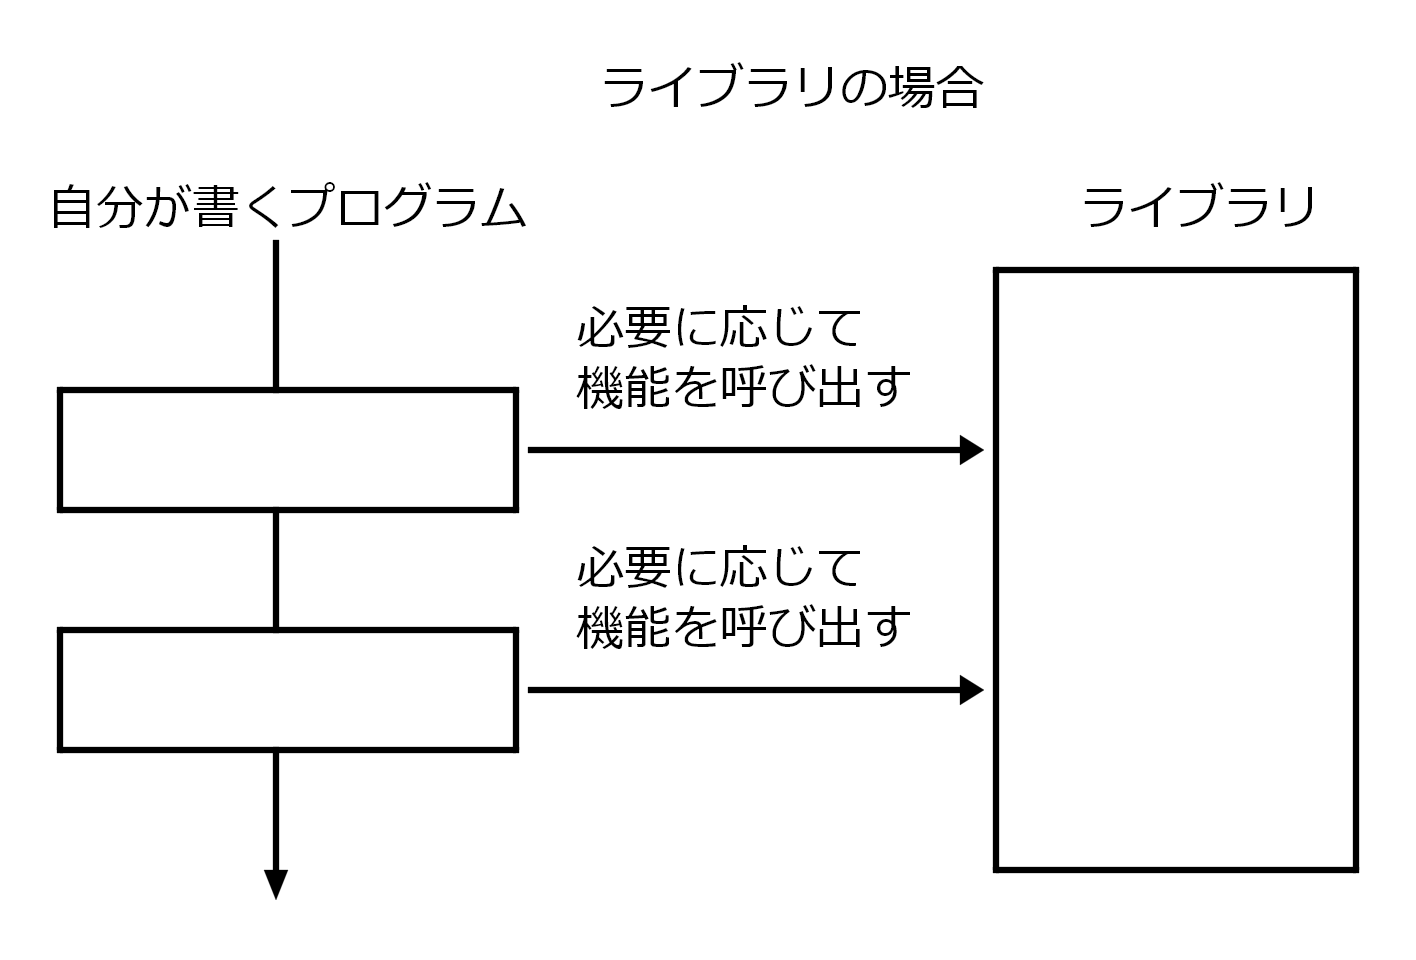 ライブラリの場合
自分が書くプログラム
ライブラリ
必要に応じて
機能を呼び出す
必要に応じて
機能を呼び出す